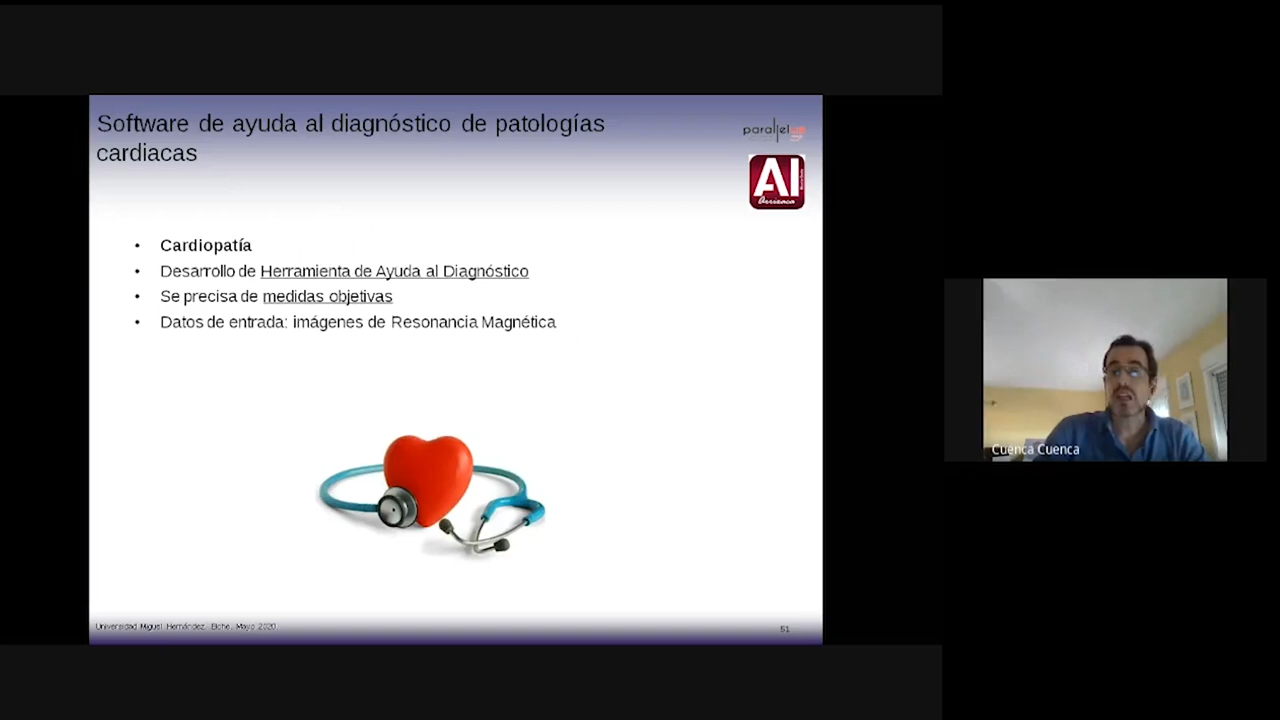 Software de ayuda al diagnóstico de patologías
cardiacas
parallel
AI
Arrixaca
• Cardiopatía
• Desarrollo de Herramienta de Ayuda al Diagnóstico
• Se precisa de medidas objetivas
• Datos de entrada: imágenes de Resonancia Magnética
Cuenca Cuenca
Universidad Miguel Hernández. Elche. Mayo 2020.
51